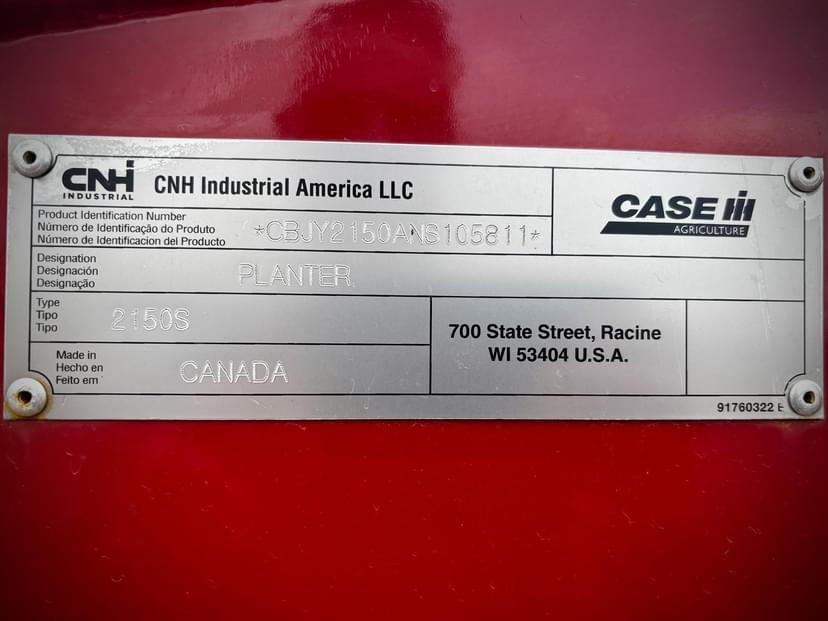 CNH
INDUSTRIAL
CNH Industrial America LLC
CASE IH
AGRICULTURE
Product Identification Number
Número de Identificação do Produto
Número de Identificacion del Producto
*CBJY2150ANS105811*
Designation
Designación
Designação
PLANTER
Type
Tipo
Tipo
2150S
700 State Street, Racine
WI 53404 U.S.A.
Made in
Hecho en
Feito em
CANADA
91760322